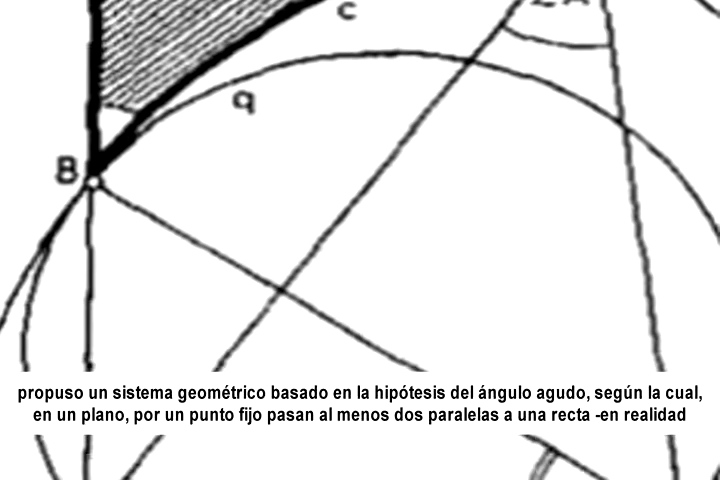 c
q
B
propuso un sistema geométrico basado en la hipótesis del ángulo agudo, según la cual,
en un plano, por un punto fijo pasan al menos dos paralelas a una recta -en realidad